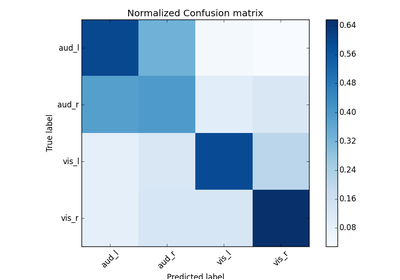 Normalized Confusion matrix
aud_l
aud_r
vis_l
vis_r
True label
aud_l
aud_r
vis_l
vis_r
Predicted label
0.64
0.56
0.48
0.40
0.32
0.24
0.16
0.08